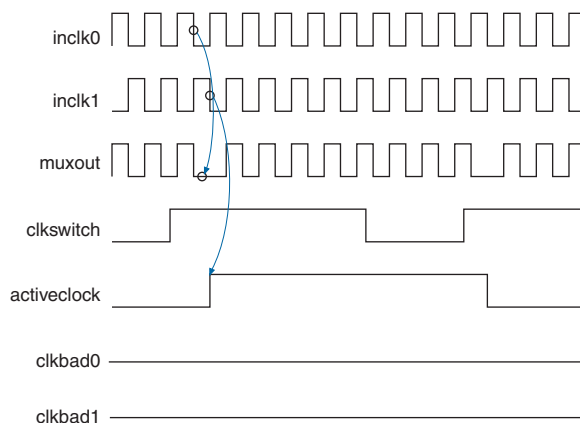 inclk0
inclk1
muxout
clkswitch
activeclock
clkbad0
clkbad1